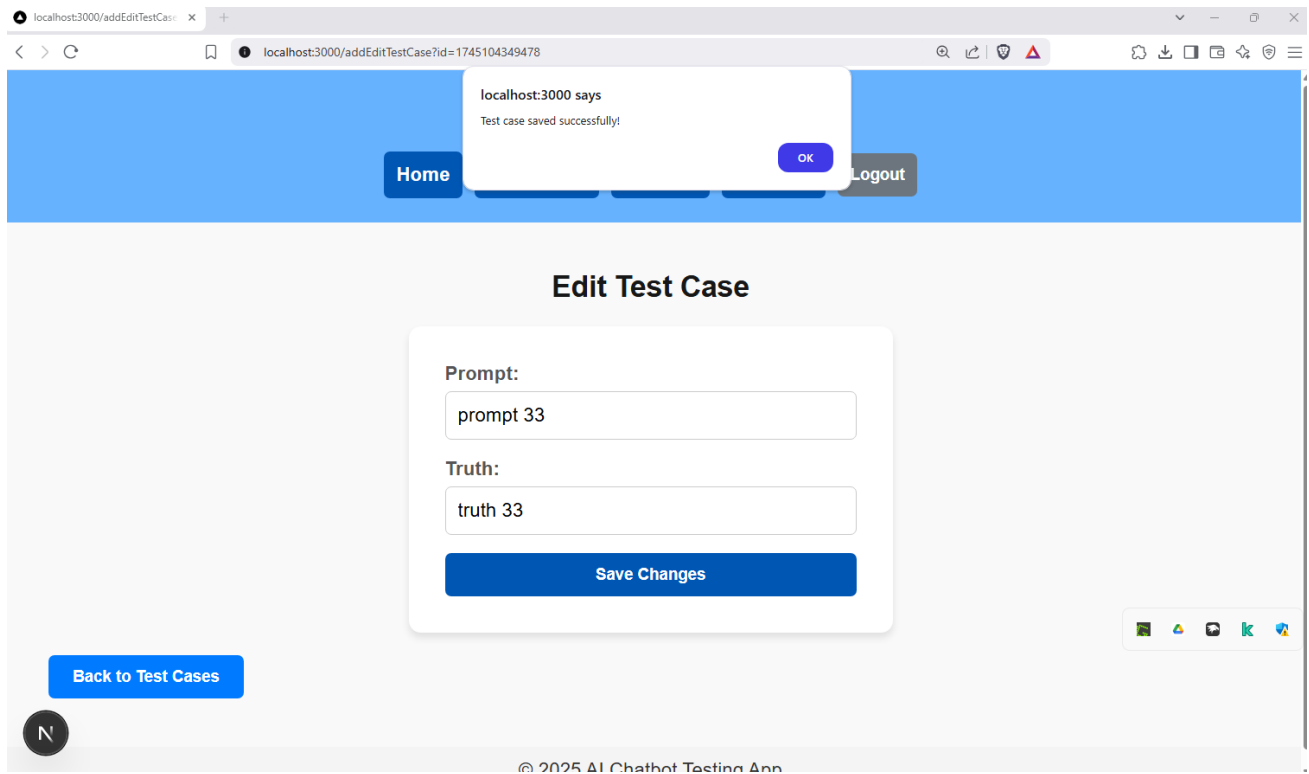 localhost:3000/addEditTestCase
localhost:3000/addEditTestCase?id=1745104349478
localhost:3000 says
Test case saved successfully!
OK
Home
Logout
Edit Test Case
Prompt:
prompt 33
Truth:
truth 33
Save Changes
Back to Test Cases
N
k
© 2025 AI Chatbot Testing App